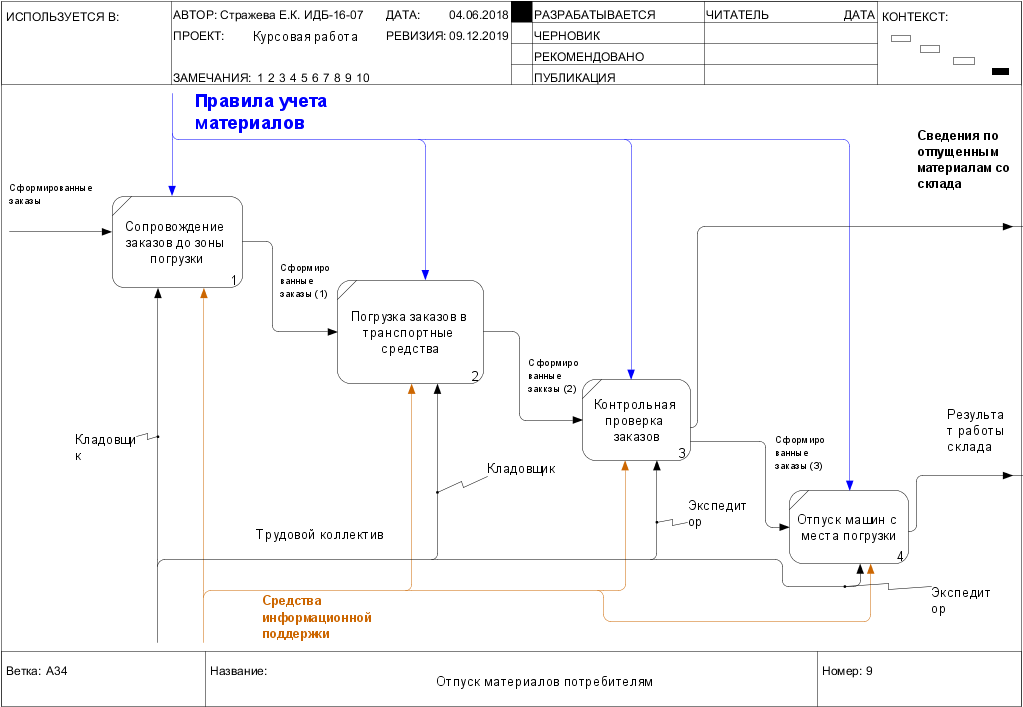 ИСПОЛЬЗУЕТСЯ В:
АВТОР: Стражева Е.К. ИДБ-16-07
ДАТА: 04.06.2018
РАЗРАБАТЫВАЕТСЯ
ЧИТАТЕЛЬ
ДАТА
КОНТЕКСТ:
ПРОЕКТ: Курсовая работа
РЕВИЗИЯ: 09.12.2019
ЧЕРНОВИК
РЕКОМЕНДОВАНО
ЗАМЕЧАНИЯ: 1 2 3 4 5 6 7 8 9 10
ПУБЛИКАЦИЯ
Правила учета
материалов
Сведения по
отпущенным
материалам со
склада
Сформированные
заказы
Сопровождение
заказов до зоны
погрузки
1
Сформиро
ванные
заказы (1)
Погрузка заказов в
транспортные
средства
2
Сформиро
ванные
заккзы (2)
Контрольная
проверка
заказов
3
Сформиро
ванные
заказы (3)
Результа
т работы
склада
Отпуск машин с
места погрузки
4
Кладовщи
к
Кладовщик
Экспедит
ор
Трудовой коллектив
Экспедит
ор
Средства
информационной
поддержки
Ветка: A34
Название:
Отпуск материалов потребителям
Номер: 9